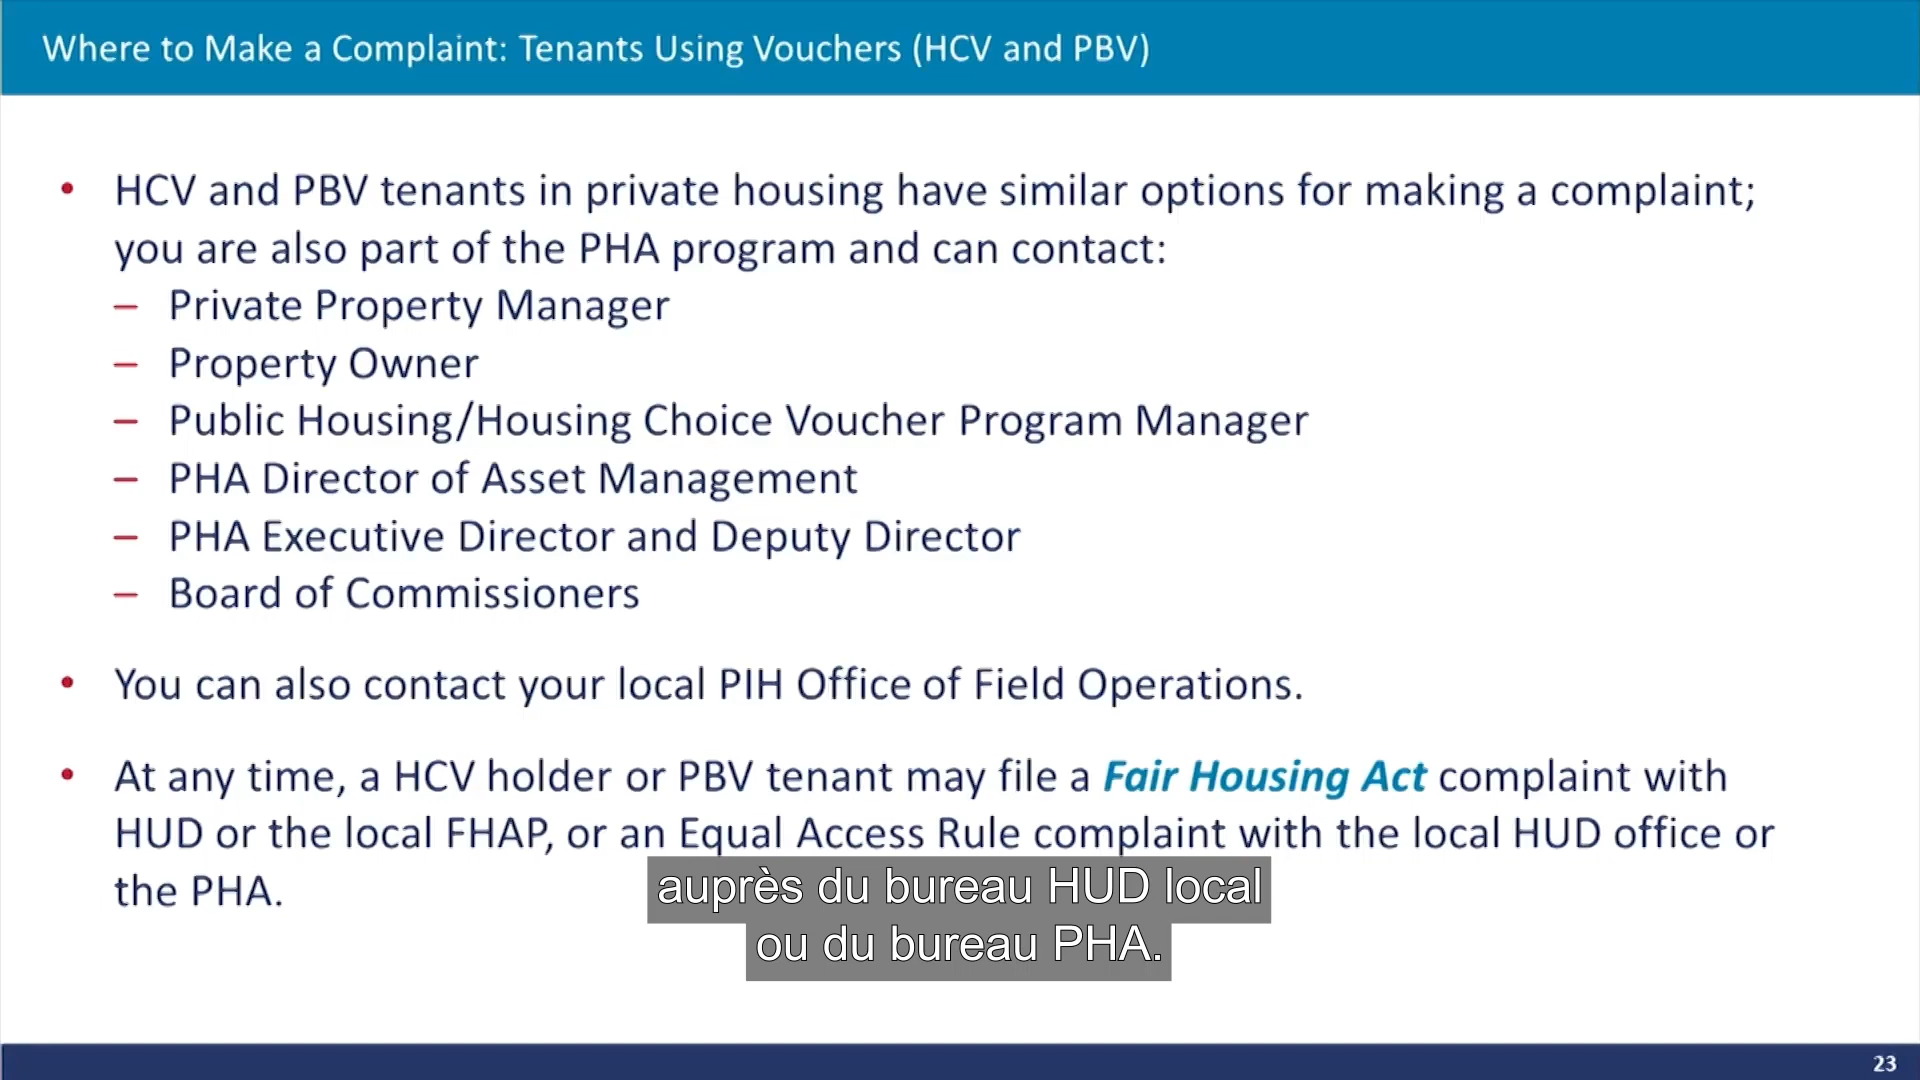 Where to Make a Complaint: Tenants Using Vouchers (HCV and PBV)
• HCV and PBV tenants in private housing have similar options for making a complaint;
you are also part of the PHA program and can contact:
– Private Property Manager
– Property Owner
– Public Housing/Housing Choice Voucher Program Manager
– PHA Director of Asset Management
– PHA Executive Director and Deputy Director
– Board of Commissioners
• You can also contact your local PIH Office of Field Operations.
• At any time, a HCV holder or PBV tenant may file a Fair Housing Act complaint with
HUD or the local FHAP, or an Equal Access Rule complaint with the local HUD office or
the PHA.
auprès du bureau HUD local
ou du bureau PHA.
23